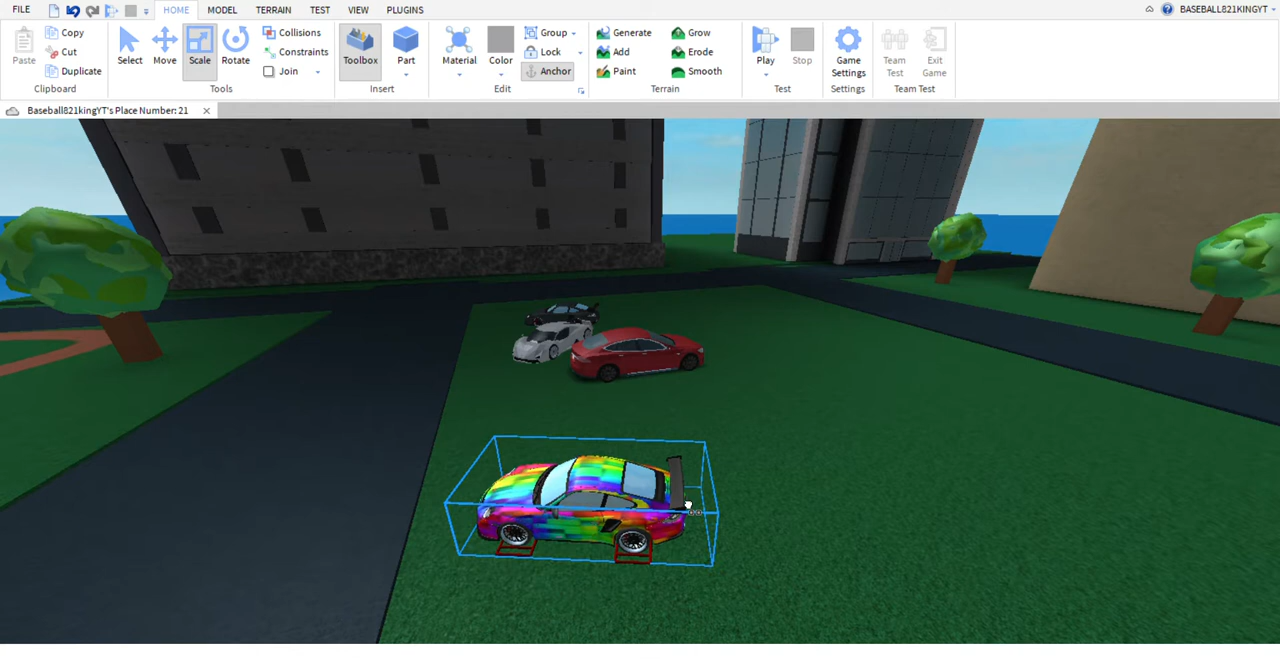 FILE HOME MODEL TERRAIN TEST VIEW PLUGINS BASEBALL821KINGYT
Paste Copy Cut Duplicate
Clipboard
Select Move Scale Rotate Collisions Constraints Join
Tools
Toolbox Part
Insert
Material Color Group Lock Anchor
Edit
Generate Grow
Add Erode
Paint Smooth
Terrain
Play Stop
Test
Game Settings
Settings
Team Test Exit Game
Team Test
Baseball821kingYT's Place Number: 21